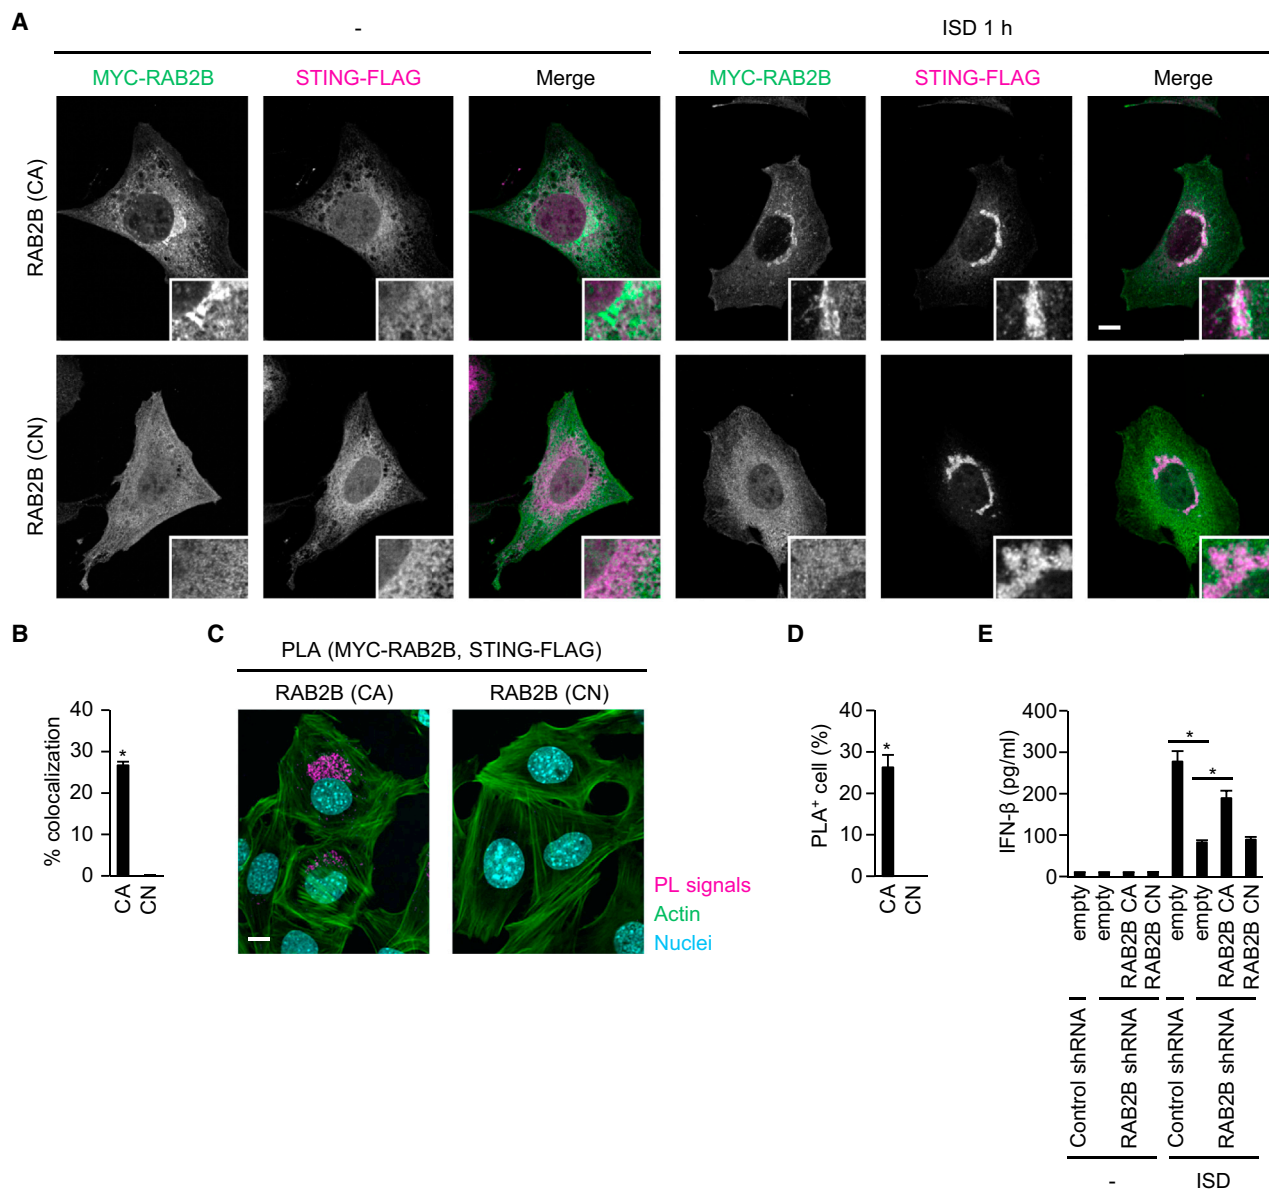 A
-
ISD 1 h
MYC-RAB2B
STING-FLAG
Merge
MYC-RAB2B
STING-FLAG
Merge
RAB2B (CA)
RAB2B (CN)
B
% colocalization
40
30
20
10
0
*
CA
CN
C
PLA (MYC-RAB2B, STING-FLAG)
RAB2B (CA)
RAB2B (CN)
PL signals
Actin
Nuclei
D
PLA⁺ cell (%)
40
30
20
10
0
*
CA
CN
E
IFN-β (pg/ml)
400
300
200
100
0
*
*
empty
empty
RAB2B CA
RAB2B CN
empty
empty
RAB2B CA
RAB2B CN
Control shRNA
RAB2B shRNA
Control shRNA
RAB2B shRNA
-
ISD